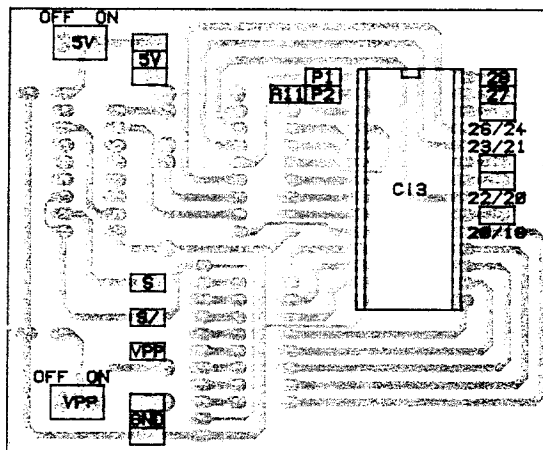 OFF ON
5V
5V
P1
A11 P2
28
27
26/24
23/21
CI3
22/20
20/18
S
S/
VPP
OFF ON
VPP
GND